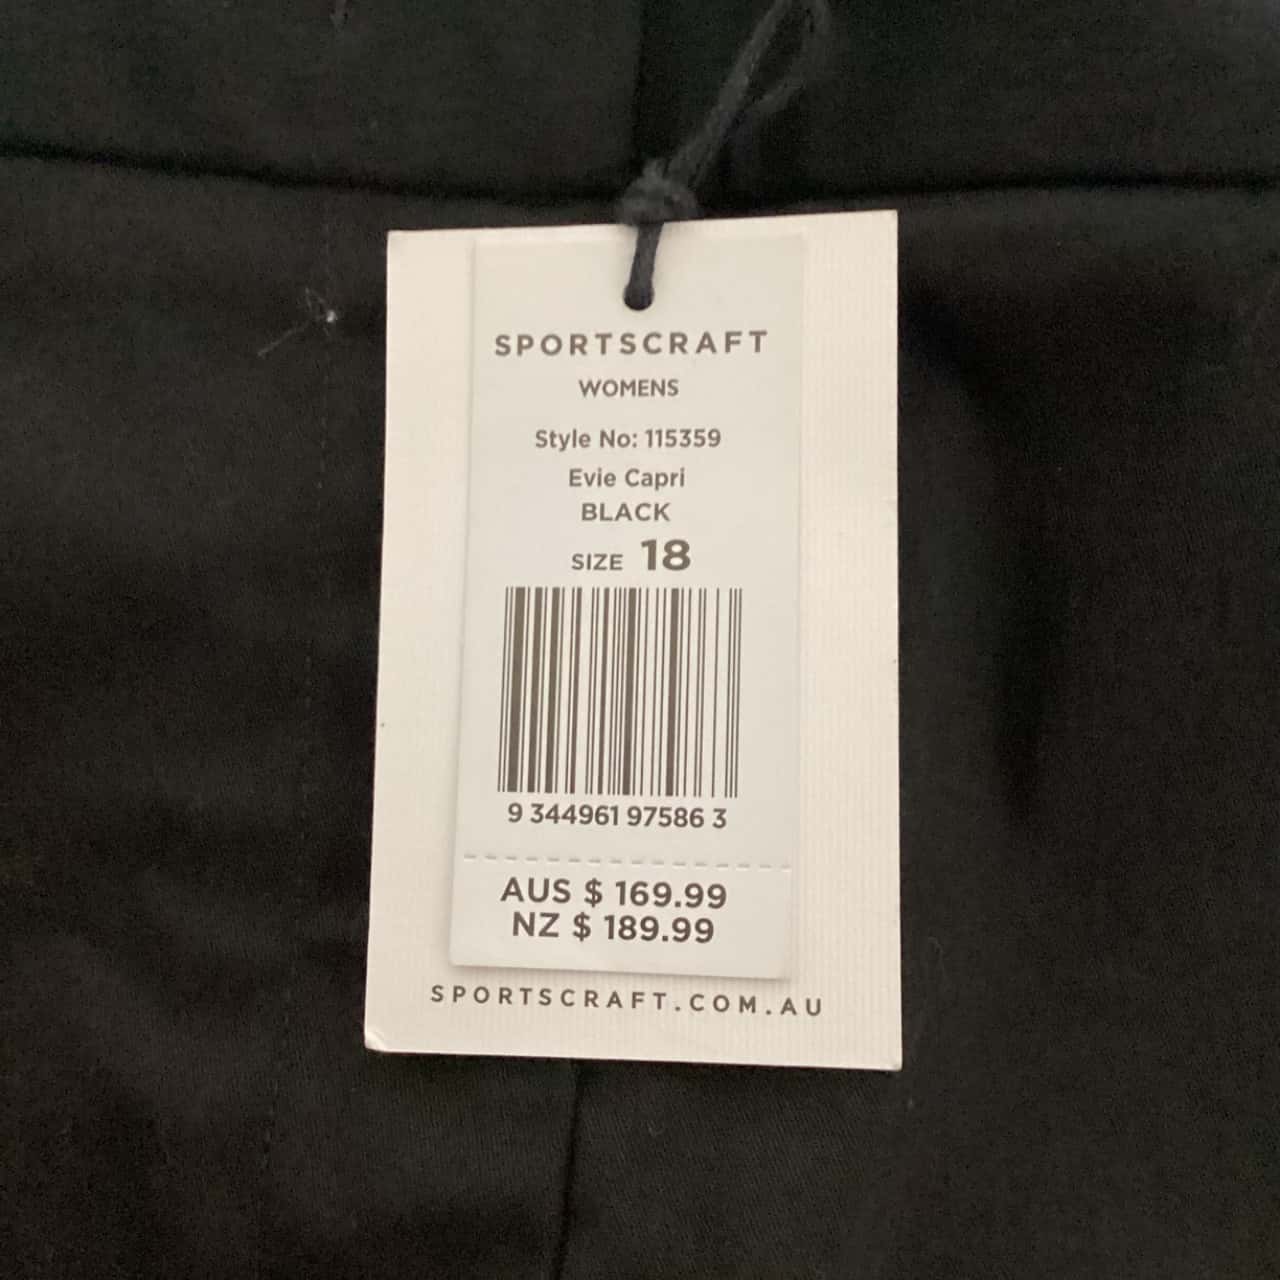 SPORTSCRAFT
WOMENS
Style No: 115359
Evie Capri
BLACK
SIZE 18
9 344961 97586 3
AUS $ 169.99
NZ $ 189.99
SPORTSCRAFT.COM.AU